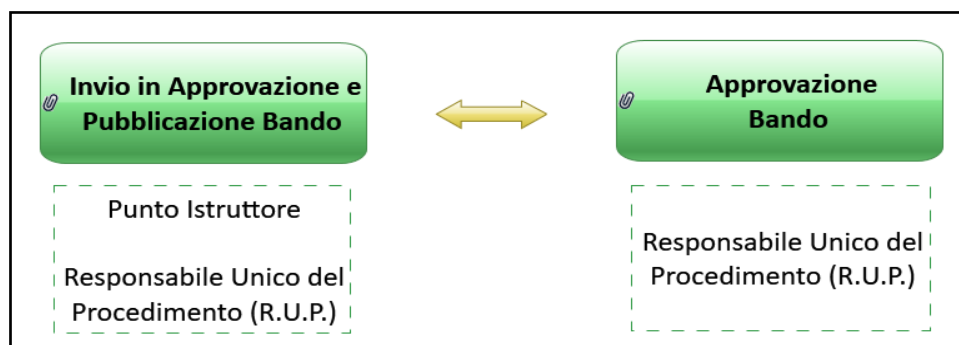 Invio in Approvazione e
Pubblicazione Bando
Approvazione
Bando
Punto Istruttore
Responsabile Unico del
Procedimento (R.U.P.)
Responsabile Unico del
Procedimento (R.U.P.)